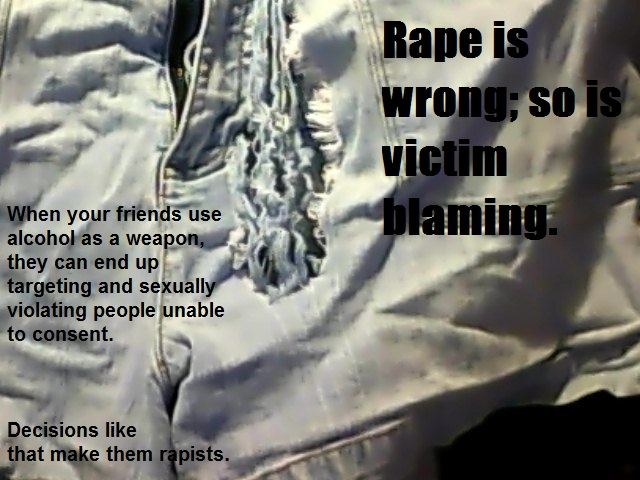 Rape is
wrong; so is
victim
blaming.
When your friends use
alcohol as a weapon,
they can end up
targeting and sexually
violating people unable
to consent.
Decisions like
that make them rapists.